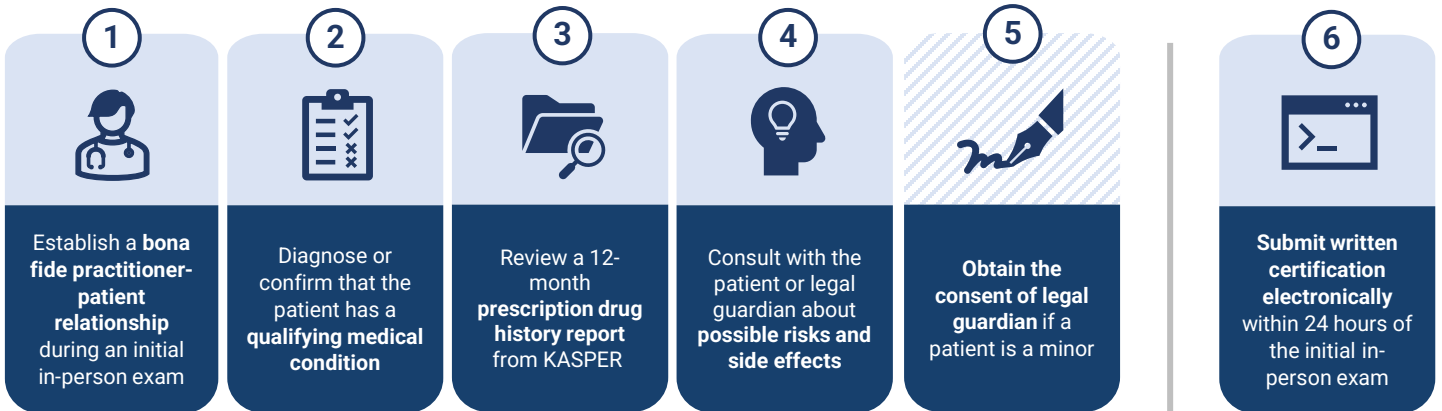 1
Establish a bona
fide practitioner-
patient
relationship
during an initial
in-person exam
2
Diagnose or
confirm that the
patient has a
qualifying medical
condition
3
Review a 12-
month
prescription drug
history report
from KASPER
4
Consult with the
patient or legal
guardian about
possible risks and
side effects
5
Obtain the
consent of legal
guardian if a
patient is a minor
6
Submit written
certification
electronically
within 24 hours of
the initial in-
person exam